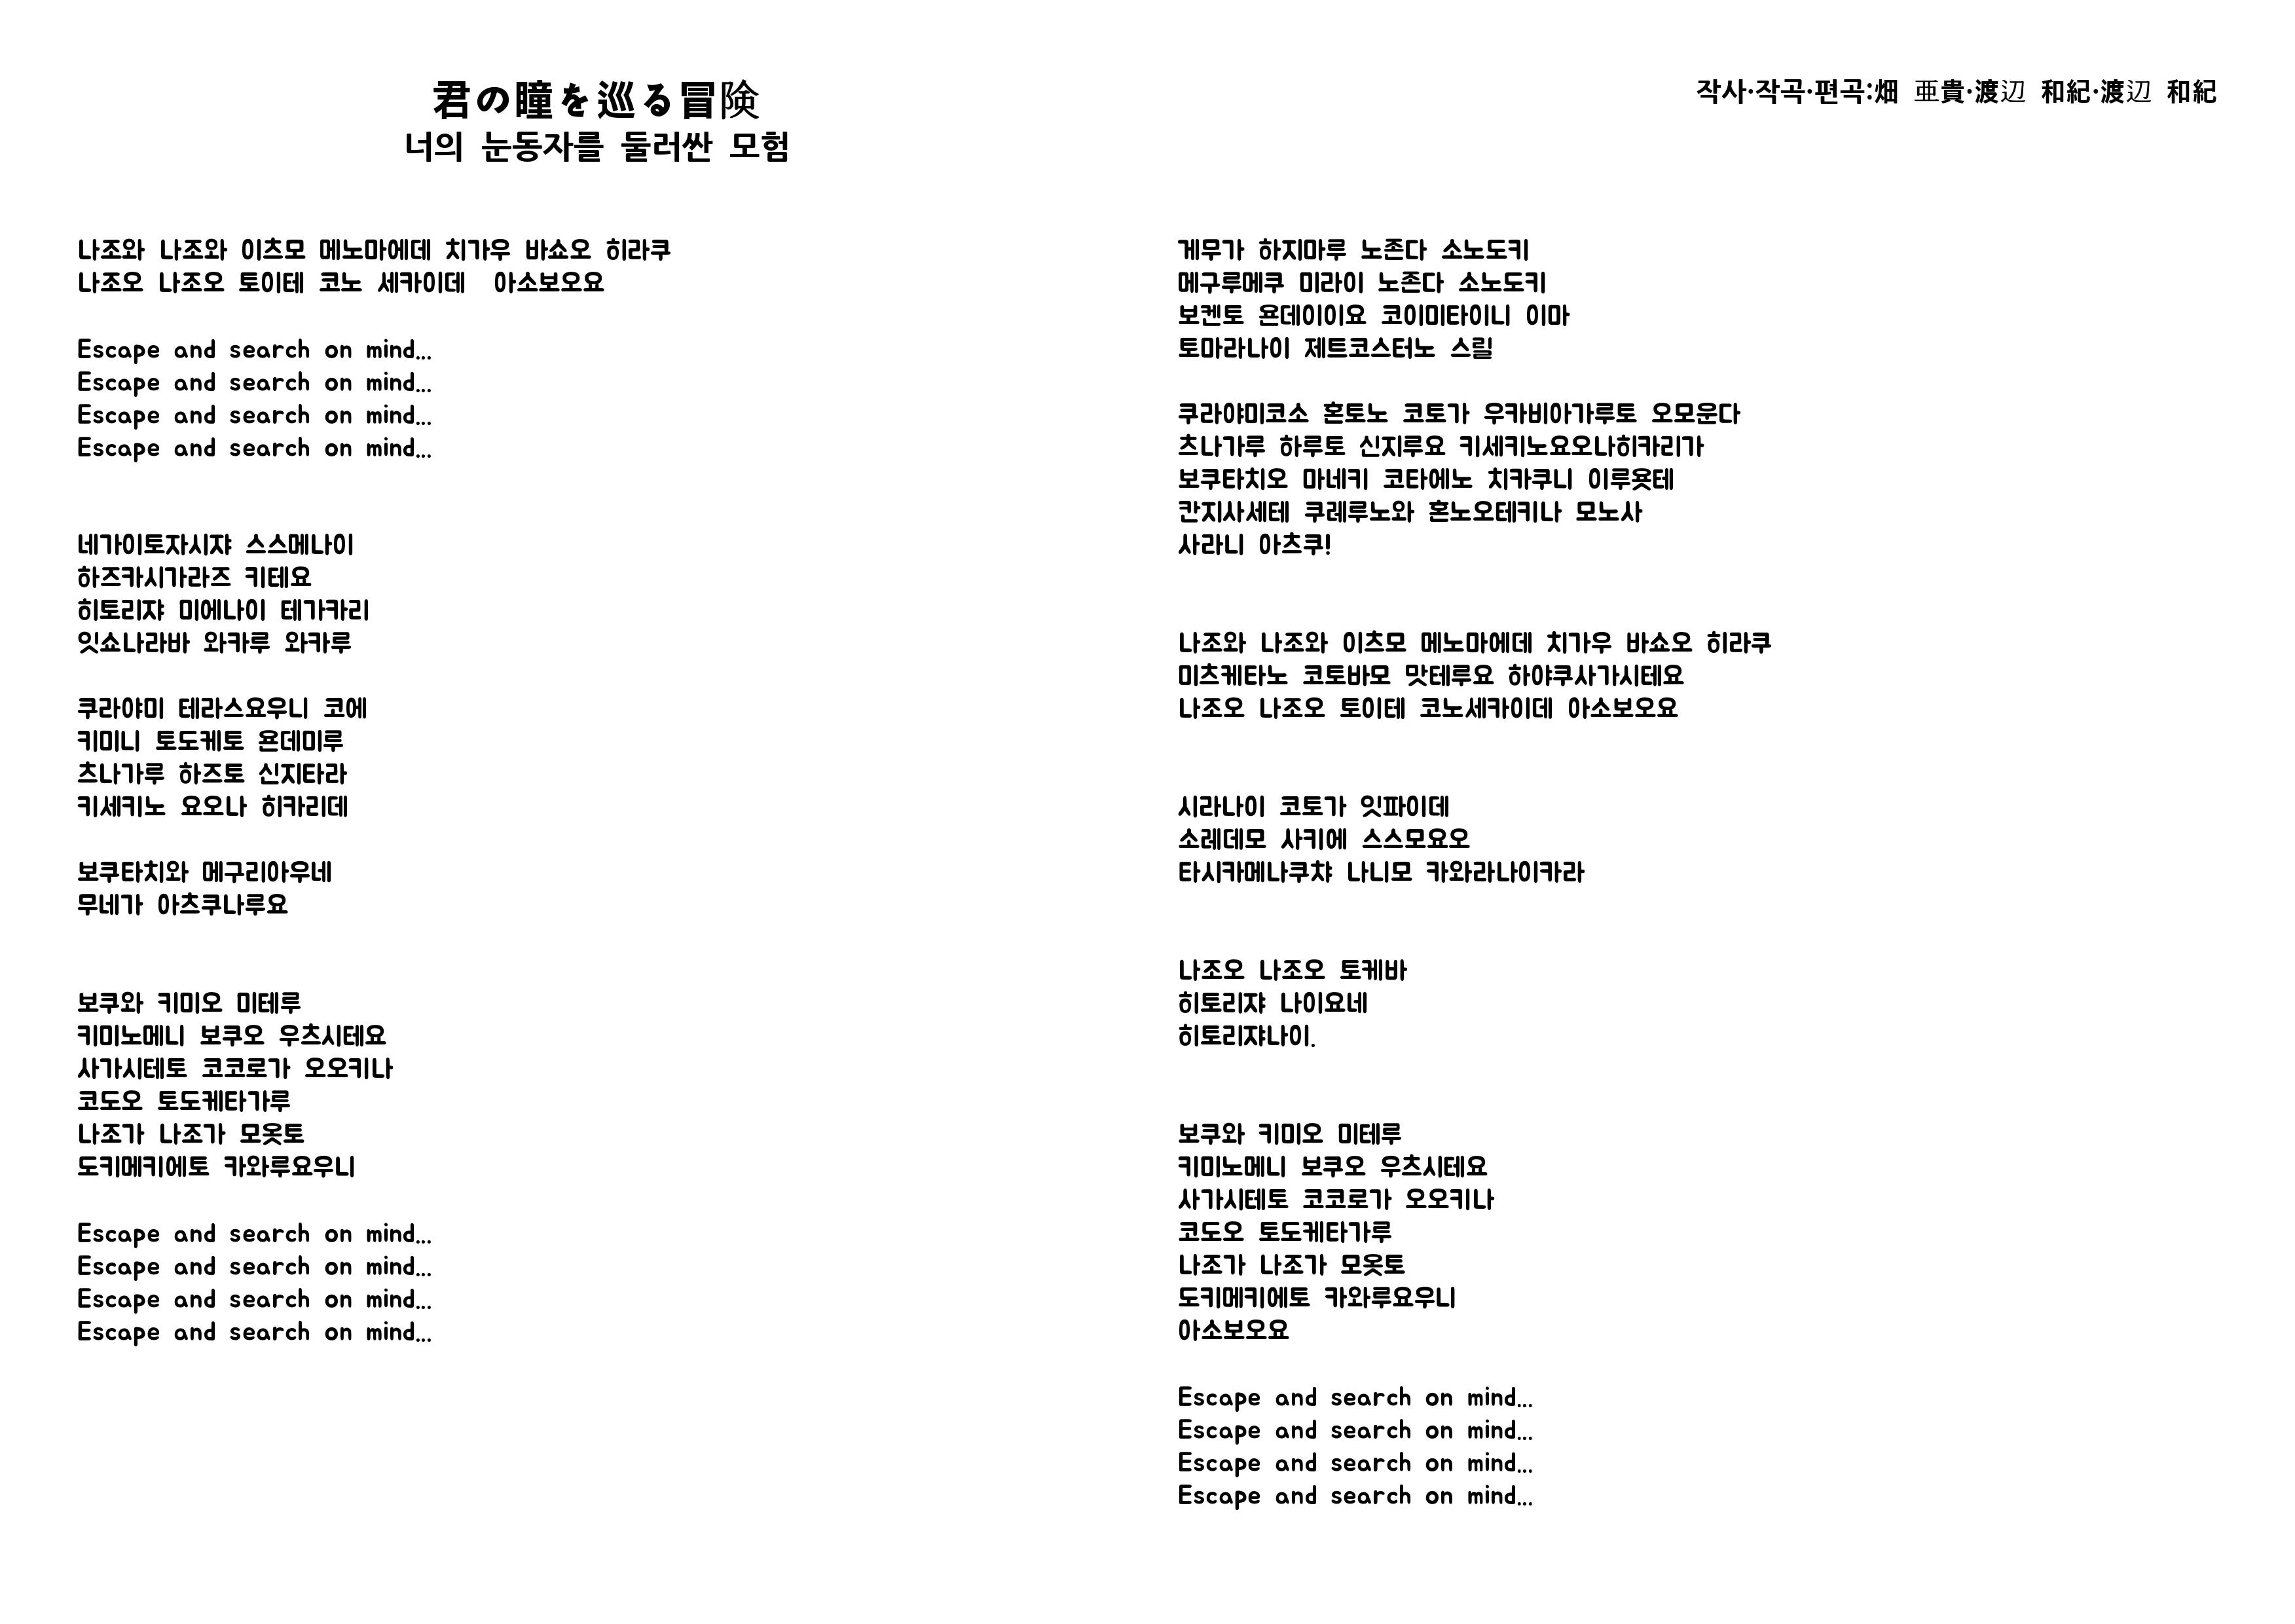 君の瞳を巡る冒険
너의 눈동자를 둘러싼 모험
작사·작곡·편곡:畑 亜貴·渡辺 和紀·渡辺 和紀
나조와 나조와 이츠모 메노마에데 치가우 바쇼오 히라쿠
나조오 나조오 토이테 코노 세카이데 아소보오요
Escape and search on mind...
Escape and search on mind...
Escape and search on mind...
Escape and search on mind...
네가이토자시쟈 스스메나이
하즈카시가라즈 키테요
히토리쟈 미에나이 테가카리
잇쇼나라바 와카루 와카루
쿠라야미 테라스요우니 코에
키미니 토도케토 욘데미루
츠나가루 하즈토 신지타라
키세키노 요오나 히카리데
보쿠타치와 메구리아우네
무네가 아츠쿠나루요
보쿠와 키미오 미테루
키미노메니 보쿠오 우츠시테요
사가시테토 코코로가 오오키나
코도오 토도케타가루
나조가 나조가 모옷토
도키메키에토 카와루요우니
Escape and search on mind...
Escape and search on mind...
Escape and search on mind...
Escape and search on mind...
게무가 하지마루 노존다 소노도키
메구루메쿠 미라이 노존다 소노도키
보켄토 욘데이이요 코이미타이니 이마
토마라나이 제트코스터노 스릴
쿠라야미코소 혼토노 코토가 우카비아가루토 오모운다
츠나가루 하루토 신지루요 키세키노요오나히카리가
보쿠타치오 마네키 코타에노 치카쿠니 이루욧테
칸지사세테 쿠레루노와 혼노오테키나 모노사
사라니 아츠쿠!
나조와 나조와 이츠모 메노마에데 치가우 바쇼오 히라쿠
미츠케타노 코토바모 맛테루요 하야쿠사가시테요
나조오 나조오 토이테 코노세카이데 아소보오요
시라나이 코토가 잇파이데
소레데모 사키에 스스모요오
타시카메나쿠챠 나니모 카와라나이카라
나조오 나조오 토케바
히토리쟈 나이요네
히토리쟈나이.
보쿠와 키미오 미테루
키미노메니 보쿠오 우츠시테요
사가시테토 코코로가 오오키나
코도오 토도케타가루
나조가 나조가 모옷토
도키메키에토 카와루요우니
아소보오요
Escape and search on mind...
Escape and search on mind...
Escape and search on mind...
Escape and search on mind...